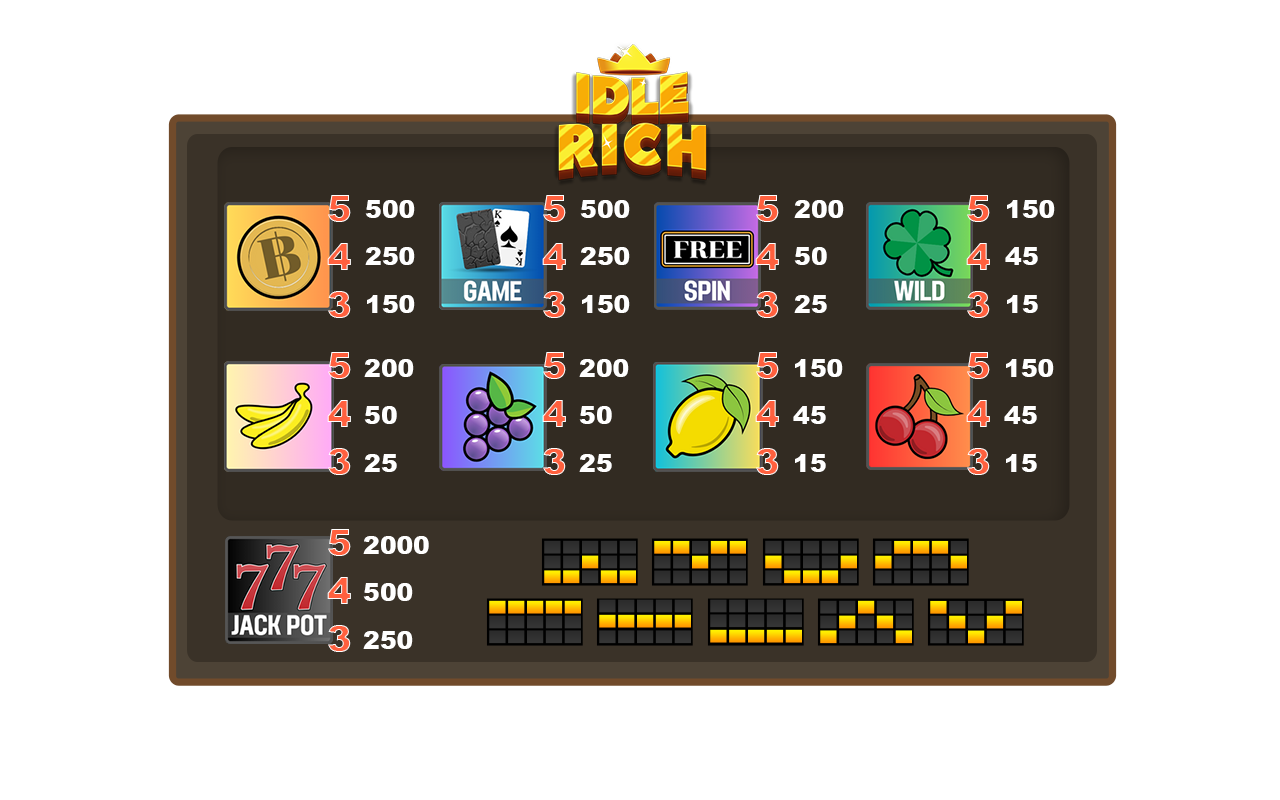 IDLE
RICH
5 500 5 500 5 200 5 150
B K FREE
4 250 4 250 4 50 4 45
K
GAME SPIN WILD
3 150 3 150 3 25 3 15
5 200 5 200 5 150 5 150
4 50 4 50 4 45 4 45
3 25 3 25 3 15 3 15
5 2000
777
4 500
JACK POT
3 250